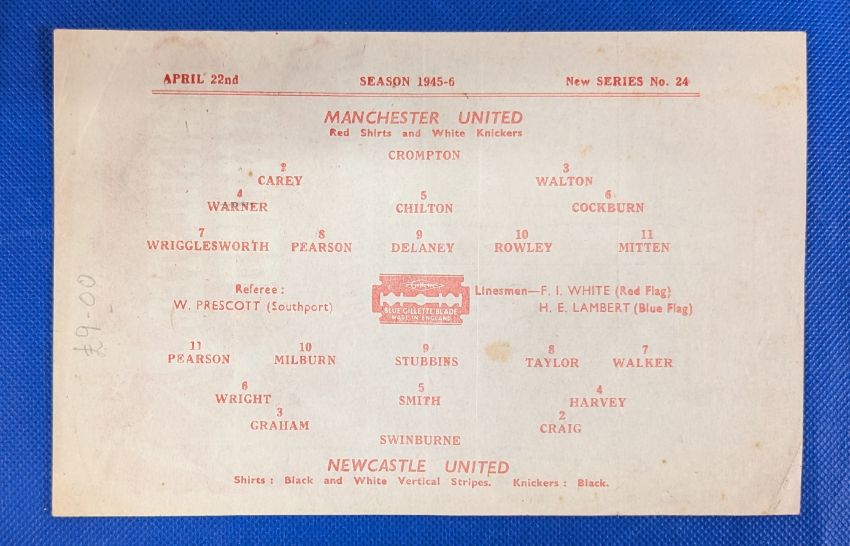 APRIL 22nd SEASON 1945-6 New SERIES No. 24
MANCHESTER UNITED
Red Shirts and White Knickers
CROMPTON
2 3
CAREY WALTON
4 5 6
WARNER CHILTON COCKBURN
7 8 9 10 11
WRIGGLESWORTH PEARSON DELANEY ROWLEY MITTEN
Referee : Linesmen—F. I. WHITE (Red Flag)
W. PRESCOTT (Southport) H. E. LAMBERT (Blue Flag)
Gillette
BLUE GILLETTE BLADE
MADE IN ENGLAND
£9-00
11 10 9 8 7
PEARSON MILBURN STUBBINS TAYLOR WALKER
6 5 4
WRIGHT SMITH HARVEY
3 2
GRAHAM CRAIG
SWINBURNE
NEWCASTLE UNITED
Shirts : Black and White Vertical Stripes. Knickers : Black.